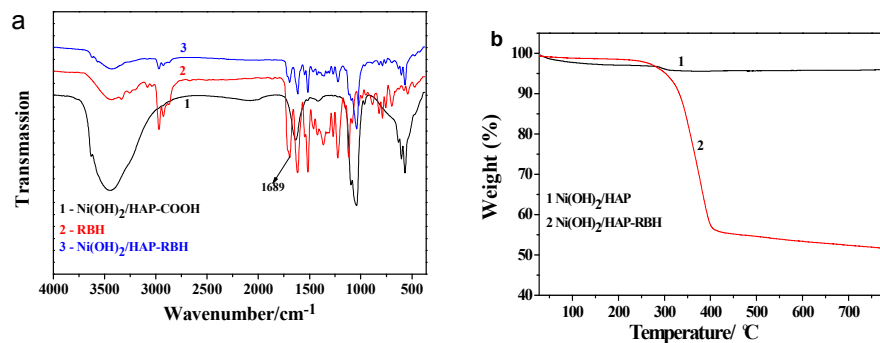 a
3
2
1
1689
1 - Ni(OH)2/HAP-COOH
2 - RBH
3 - Ni(OH)2/HAP-RBH
Transmassion
4000 3500 3000 2500 2000 1500 1000 500
Wavenumber/cm-1
b
100
90
80
70
60
50
40
1
2
1 Ni(OH)2/HAP
2 Ni(OH)2/HAP-RBH
Weight (%)
100 200 300 400 500 600 700
Temperature/ °C